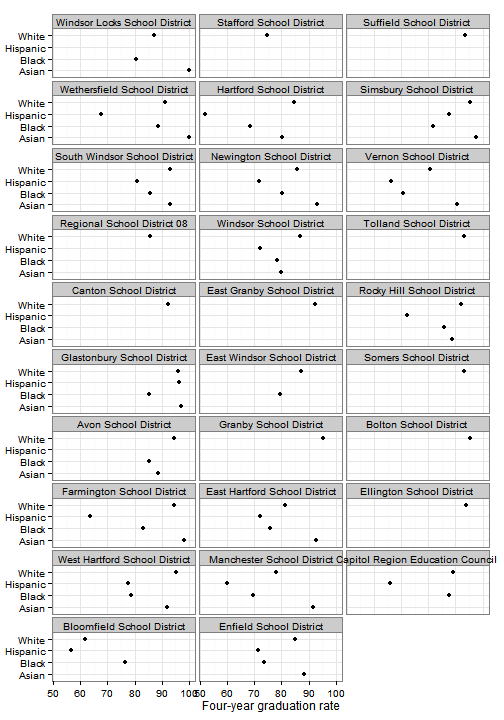 Windsor Locks School District Stafford School District Suffield School District
White
Hispanic
Black
Asian
Wethersfield School District Hartford School District Simsbury School District
White
Hispanic
Black
Asian
South Windsor School District Newington School District Vernon School District
White
Hispanic
Black
Asian
Regional School District 08 Windsor School District Tolland School District
White
Hispanic
Black
Asian
Canton School District East Granby School District Rocky Hill School District
White
Hispanic
Black
Asian
Glastonbury School District East Windsor School District Somers School District
White
Hispanic
Black
Asian
Avon School District Granby School District Bolton School District
White
Hispanic
Black
Asian
Farmington School District East Hartford School District Ellington School District
White
Hispanic
Black
Asian
West Hartford School District Manchester School District Capitol Region Education Council
White
Hispanic
Black
Asian
Bloomfield School District Enfield School District
White
Hispanic
Black
Asian
50 60 70 80 90 100 50 60 70 80 90 100
Four-year graduation rate